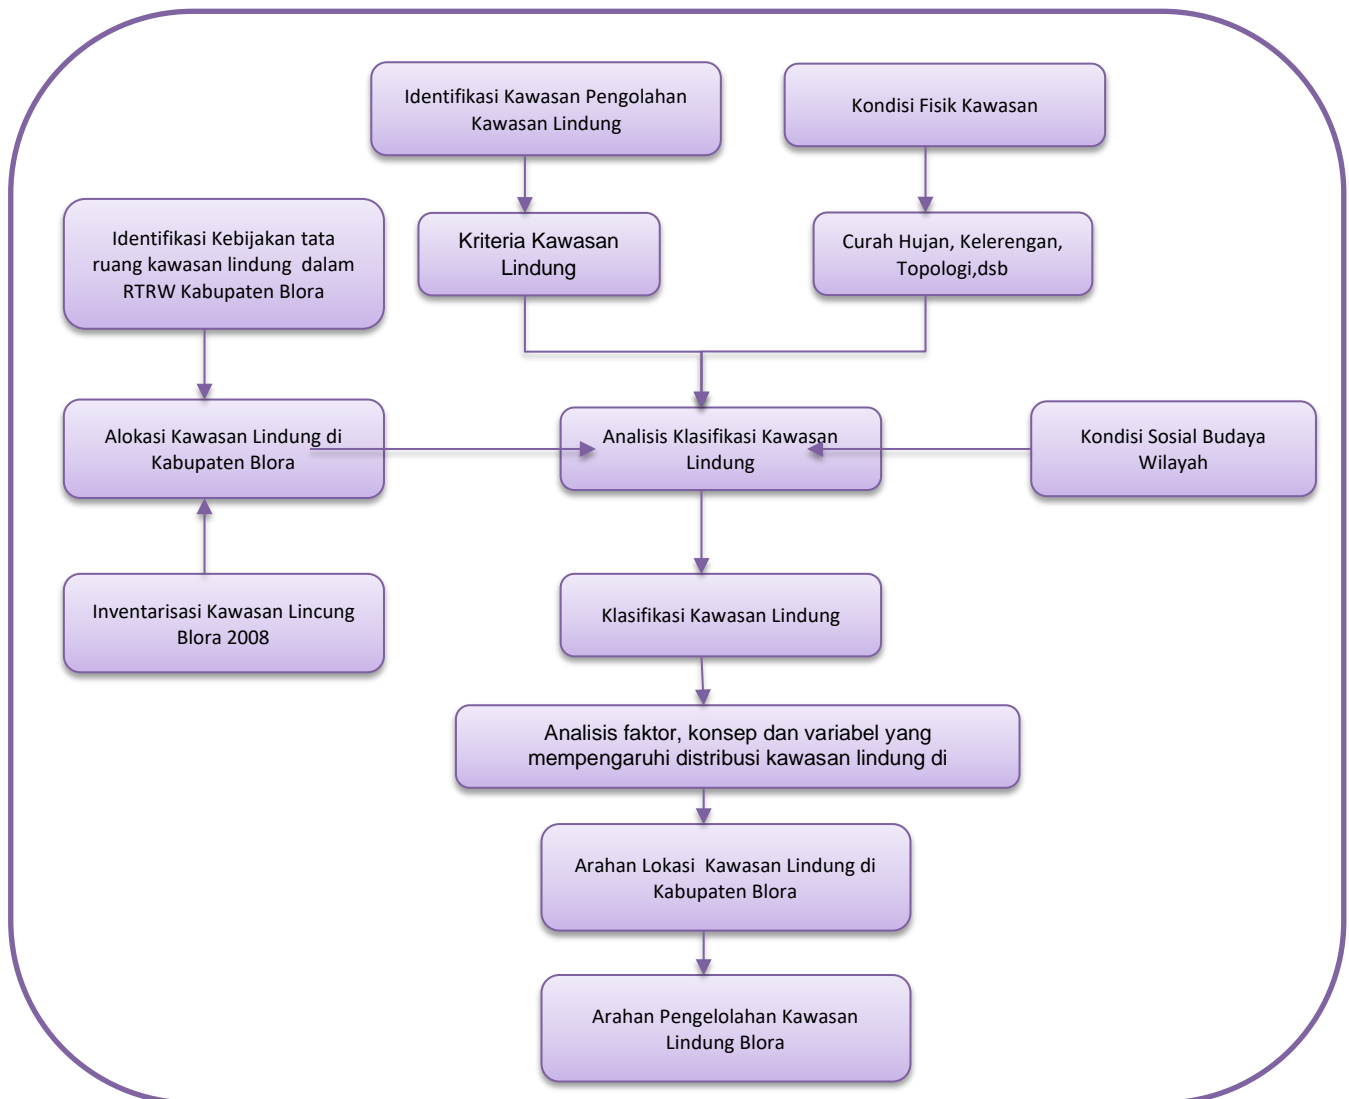 Identifikasi Kawasan Pengolahan
Kawasan Lindung
Kondisi Fisik Kawasan
Identifikasi Kebijakan tata
ruang kawasan lindung dalam
RTRW Kabupaten Blora
Kriteria Kawasan
Lindung
Curah Hujan, Kelerengan,
Topologi,dsb
Alokasi Kawasan Lindung di
Kabupaten Blora
Analisis Klasifikasi Kawasan
Lindung
Kondisi Sosial Budaya
Wilayah
Inventarisasi Kawasan Lincung
Blora 2008
Klasifikasi Kawasan Lindung
Analisis faktor, konsep dan variabel yang
mempengaruhi distribusi kawasan lindung di
Arahan Lokasi Kawasan Lindung di
Kabupaten Blora
Arahan Pengelolahan Kawasan
Lindung Blora